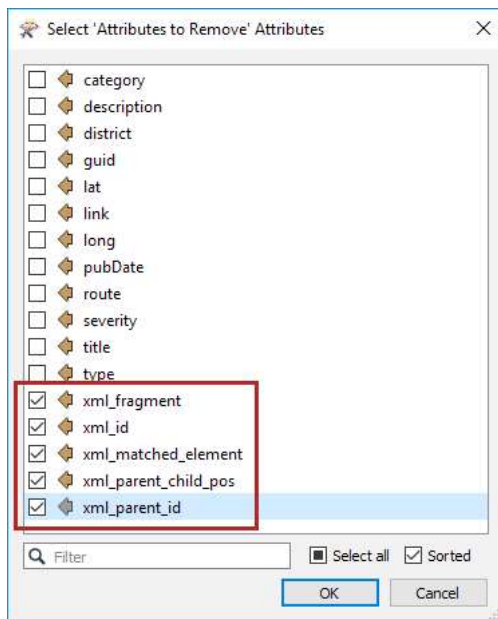 Select 'Attributes to Remove' Attributes
category
description
district
guid
lat
link
long
pubDate
route
severity
title
type
xml_fragment
xml_id
xml_matched_element
xml_parent_child_pos
xml_parent_id
Filter
Select all
Sorted
OK
Cancel